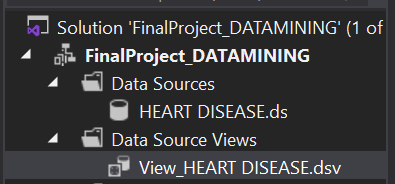 Solution 'FinalProject_DATAMINING' (1 of
FinalProject_DATAMINING
Data Sources
HEART DISEASE.ds
Data Source Views
View_HEART DISEASE.dsv